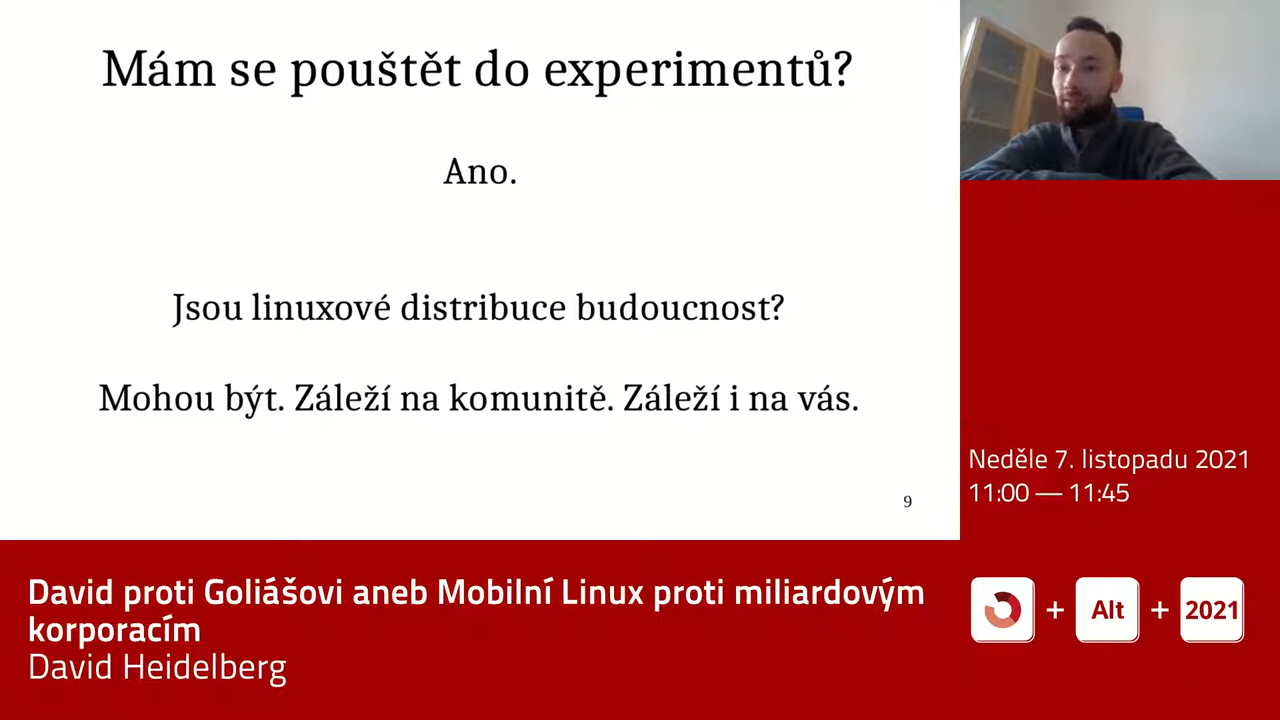 Mám se pouštět do experimentů?
Ano.
Jsou linuxové distribuce budoucnost?
Mohou být. Záleží na komunitě. Záleží i na vás.
9
Neděle 7. listopadu 2021
11:00 — 11:45
David proti Goliášovi aneb Mobilní Linux proti miliardovým
korporacím
David Heidelberg
+ Alt + 2021